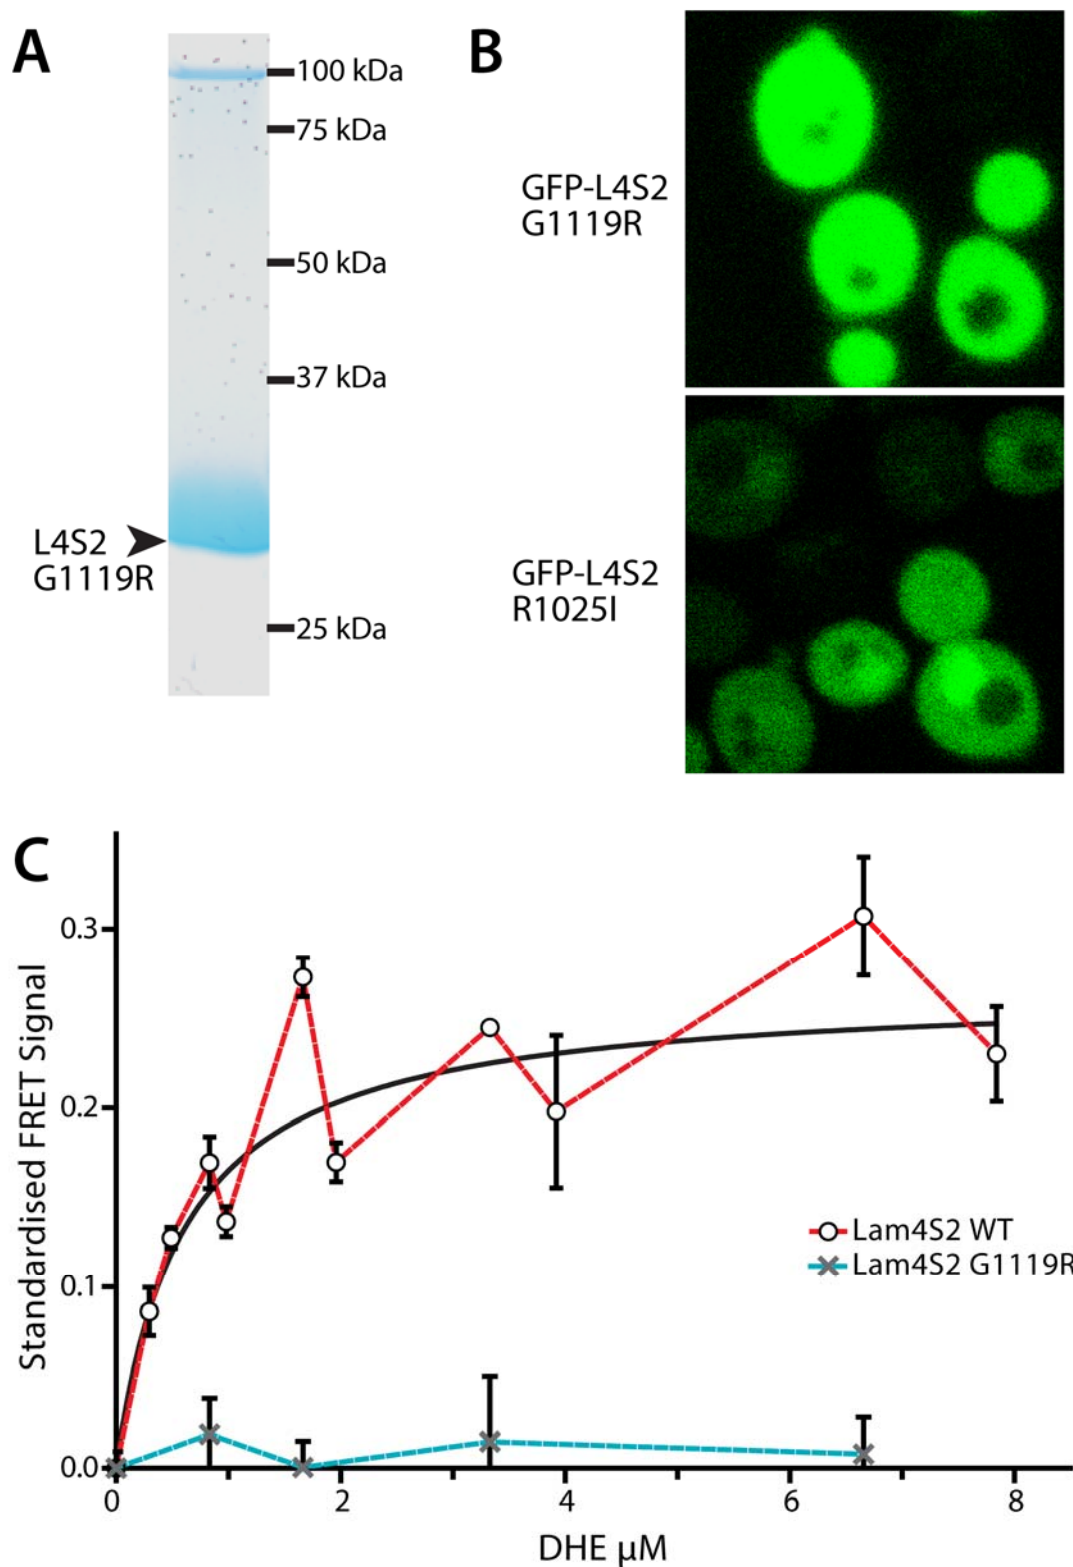 A
100 kDa
75 kDa
50 kDa
37 kDa
25 kDa
L4S2
G1119R
B
GFP-L4S2
G1119R
GFP-L4S2
R1025I
C
Standardised FRET Signal
0.3
0.2
0.1
0.0
0
2
4
6
8
DHE μM
Lam4S2 WT
Lam4S2 G1119R